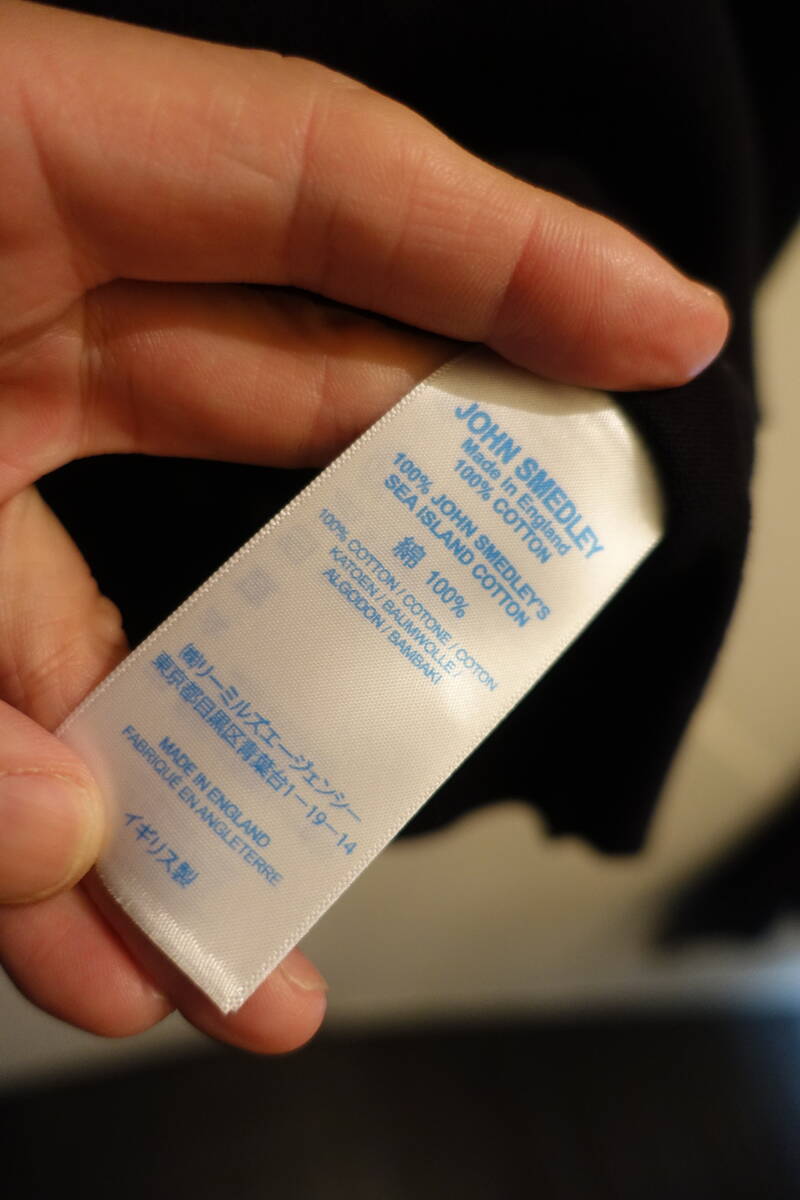 JOHN SMEDLEY
Made in England
100% COTTON
100% JOHN SMEDLEY'S
SEA ISLAND COTTON
綿 100%
100% COTTON / COTONE / COTON
KATOEN / BAUMWOLLE /
ALGODON / BAMBAKI
㈱リーミルズエージェンシー
東京都目黒区青葉台1-19-14
MADE IN ENGLAND
FABRIQUÉ EN ANGLETERRE
イギリス製